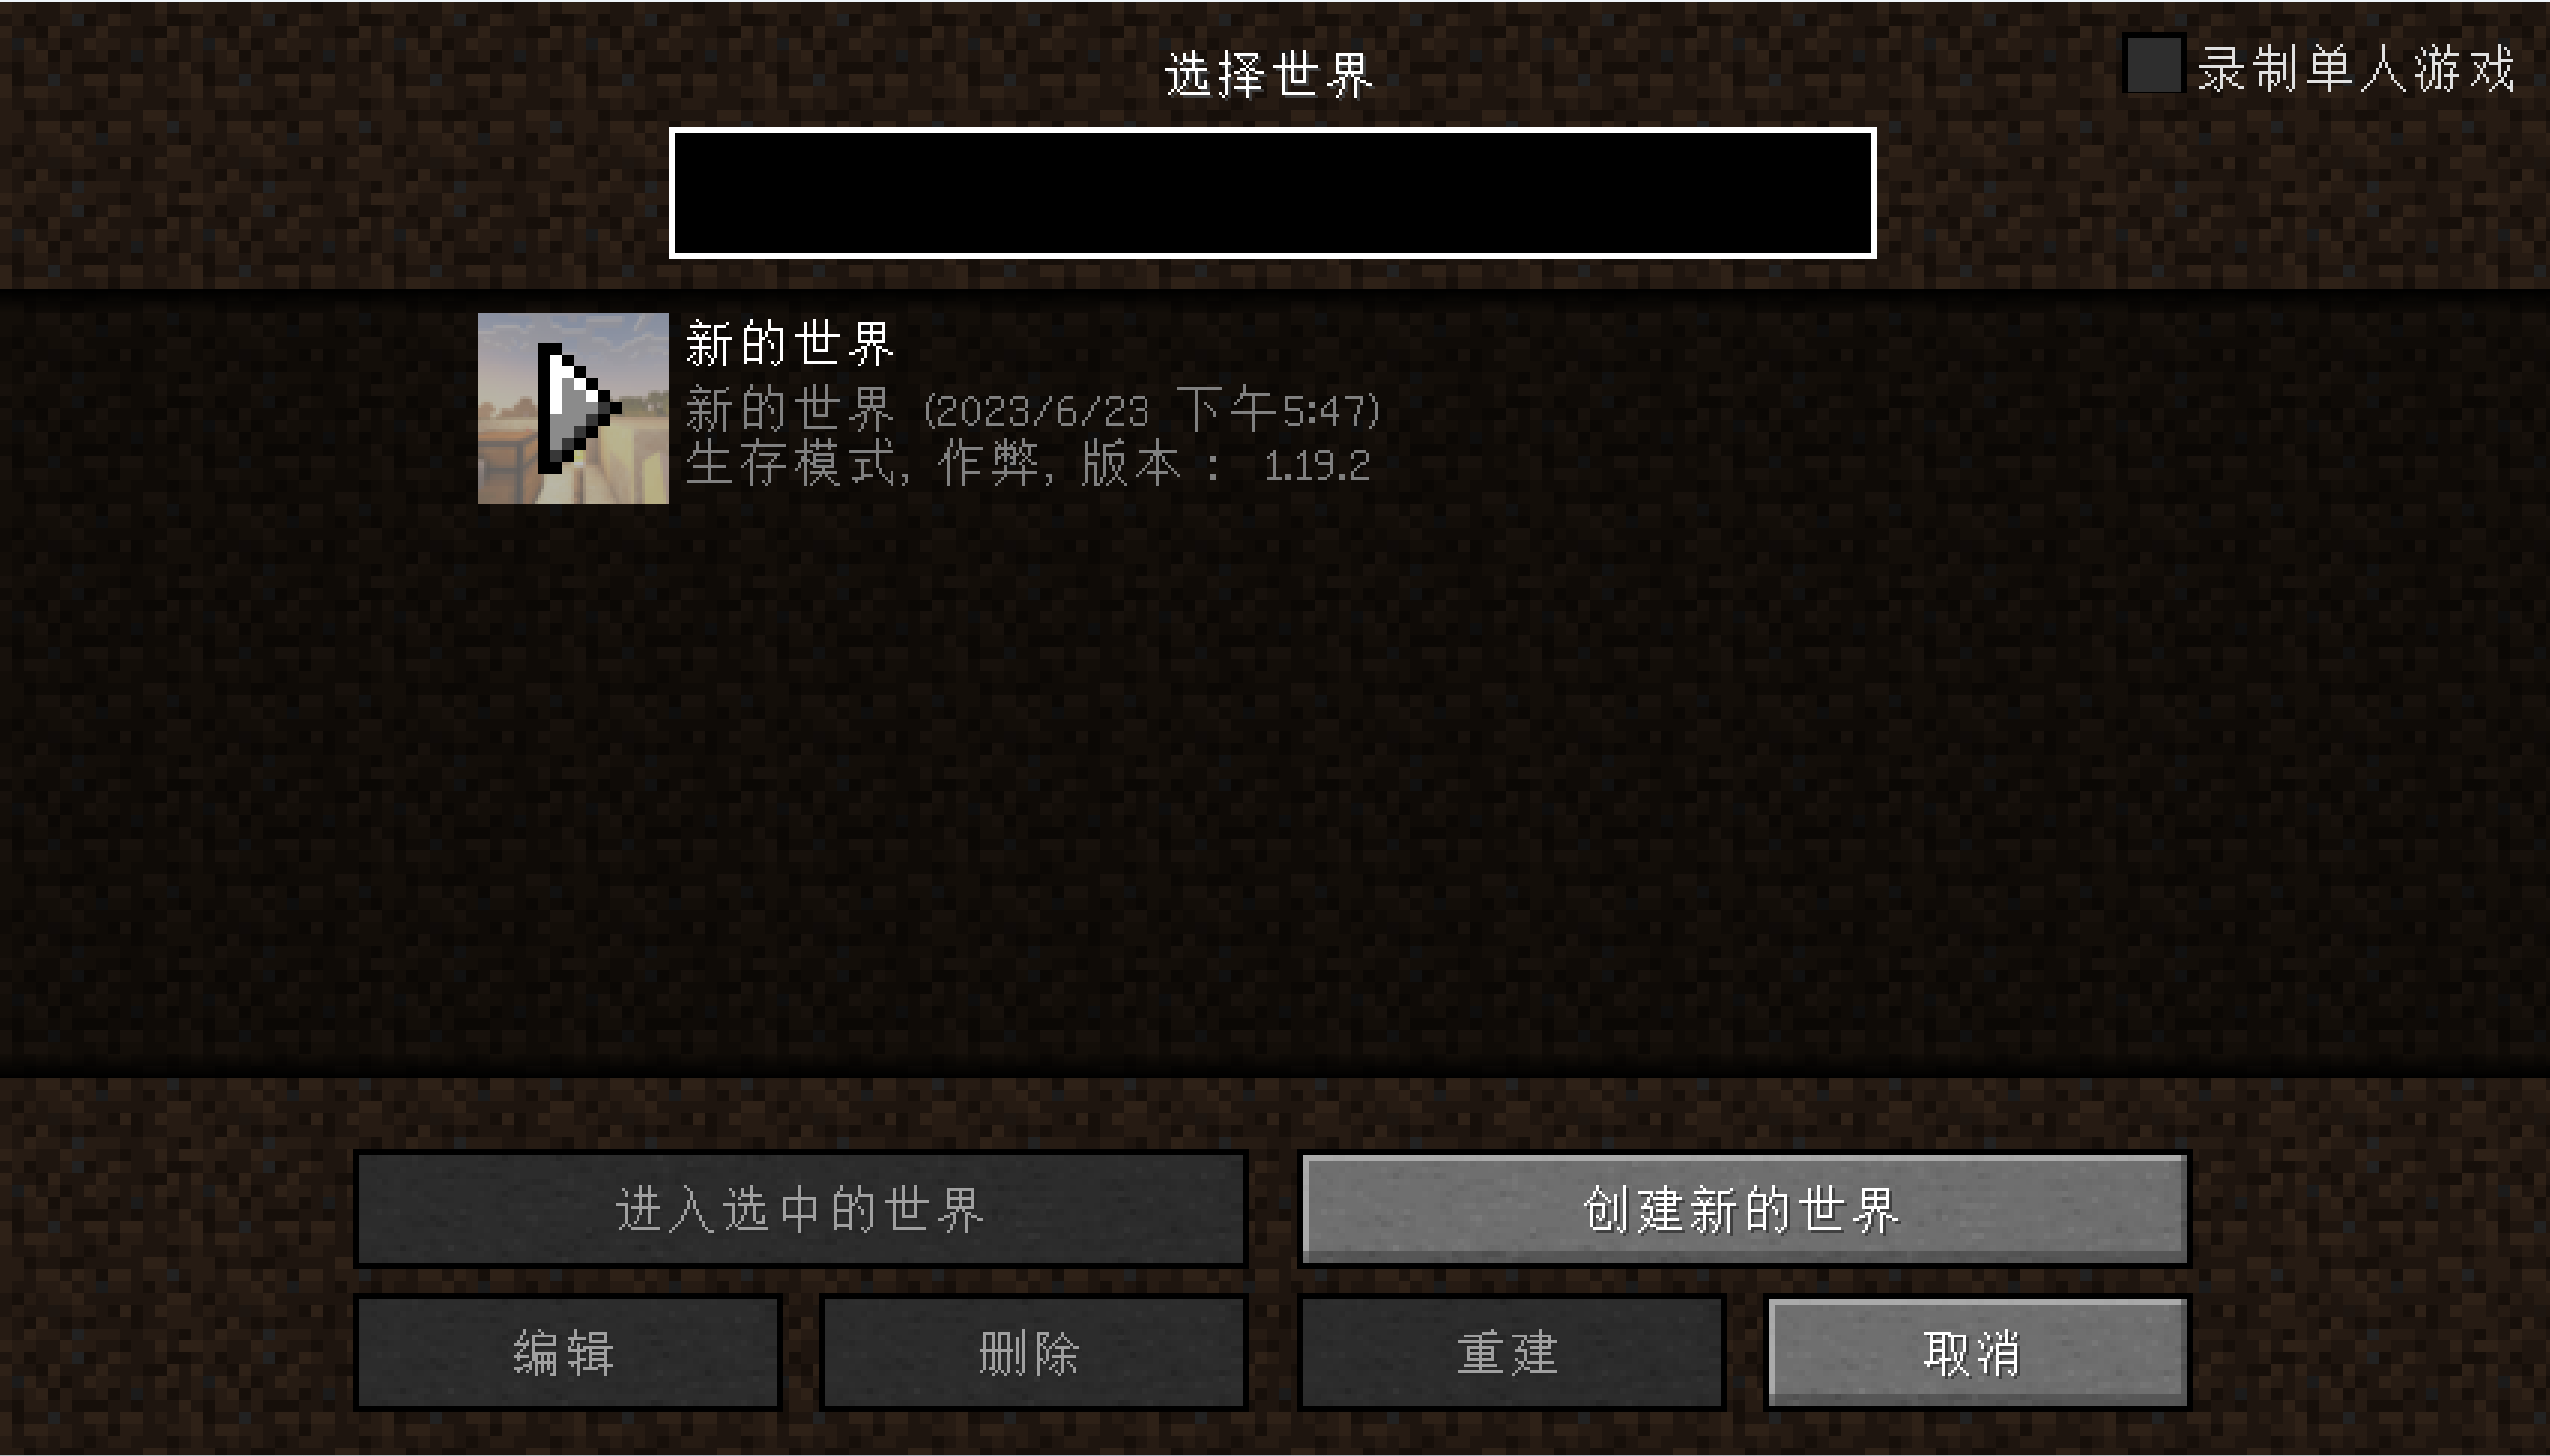 选择世界
录制单人游戏
新的世界
新的世界 (2023/6/23 下午5:47)
生存模式, 作弊, 版本： 1.19.2
进入选中的世界
创建新的世界
编辑
删除
重建
取消